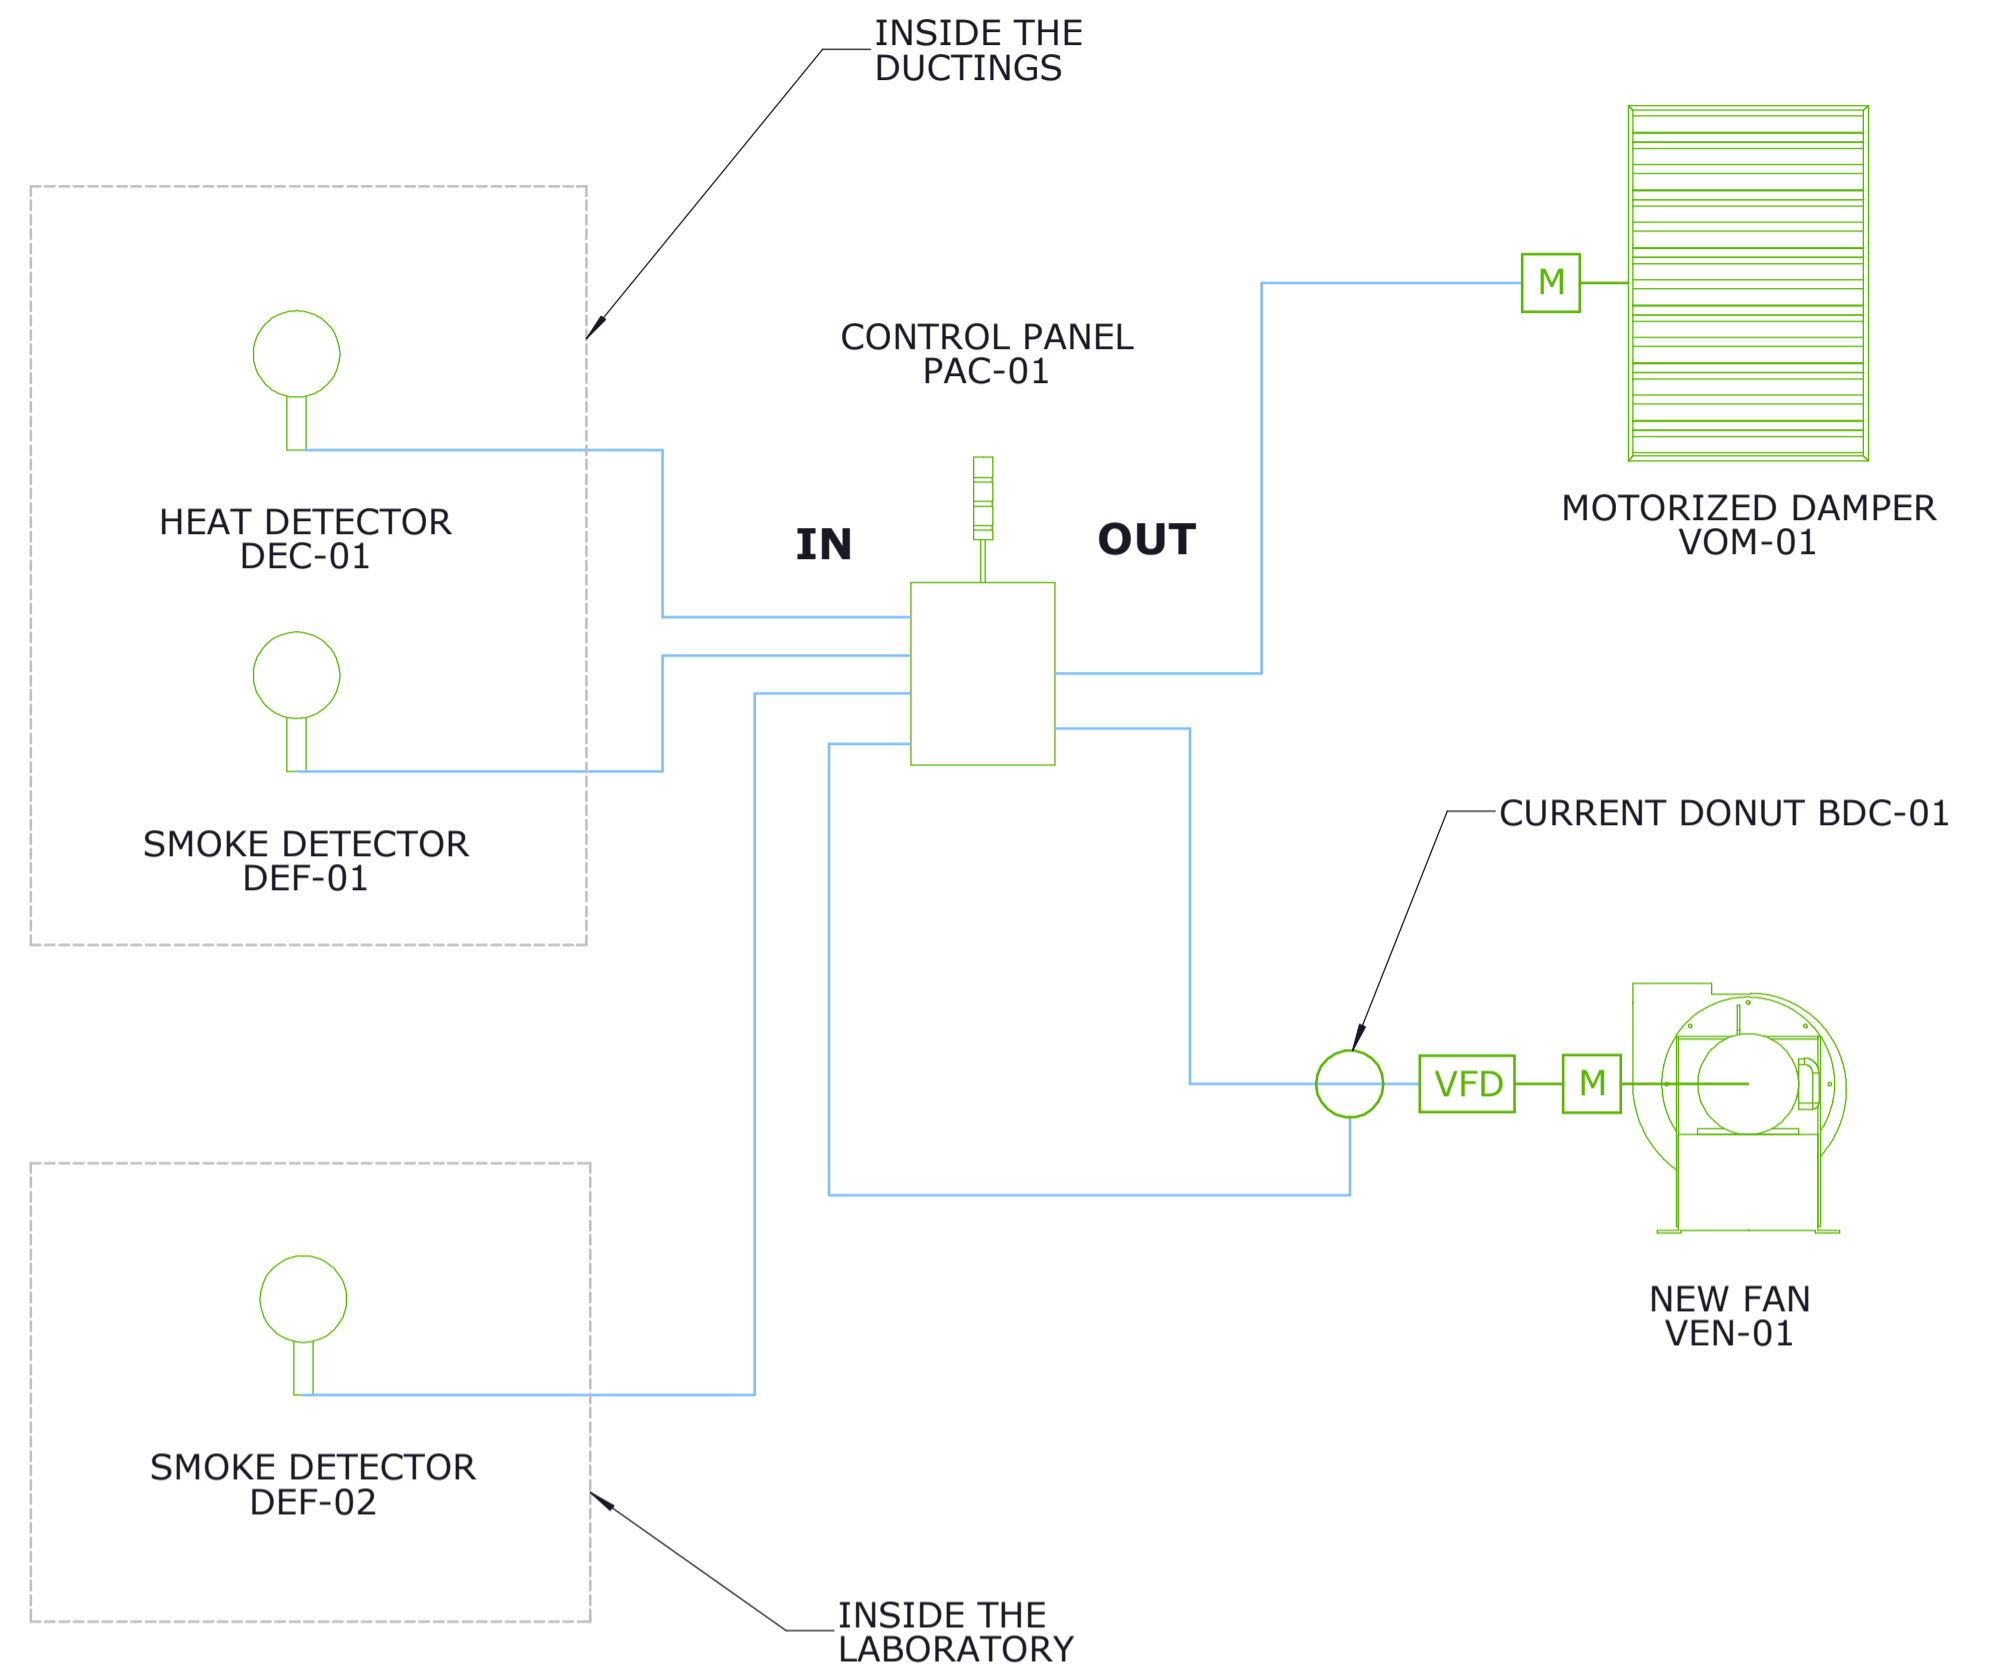 INSIDE THE
DUCTINGS
CONTROL PANEL
PAC-01
M
HEAT DETECTOR
DEC-01
IN
OUT
MOTORIZED DAMPER
VOM-01
SMOKE DETECTOR
DEF-01
CURRENT DONUT BDC-01
VFD
M
NEW FAN
VEN-01
SMOKE DETECTOR
DEF-02
INSIDE THE
LABORATORY